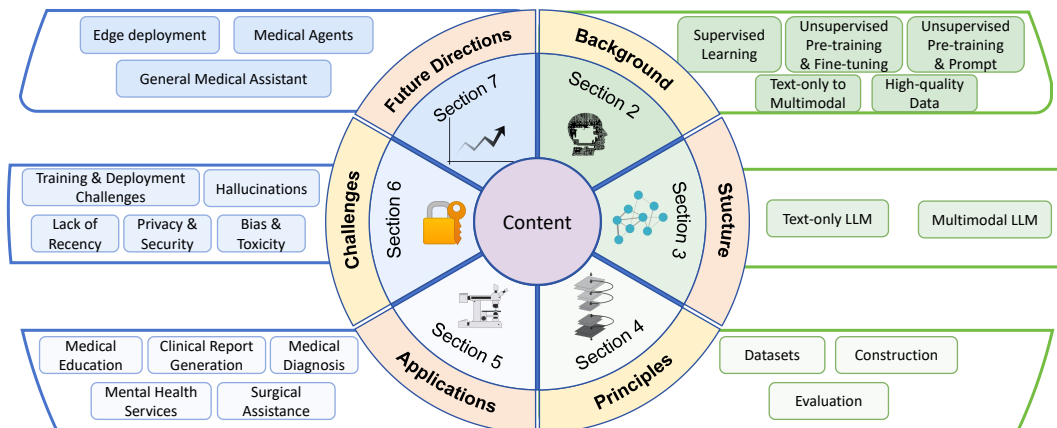 Edge deployment
Medical Agents
General Medical Assistant
Future Directions
Section 7
Background
Section 2
Supervised
Learning
Unsupervised
Pre-training
& Fine-tuning
Unsupervised
Pre-training
& Prompt
Text-only to
Multimodal
High-quality
Data
Training & Deployment
Challenges
Hallucinations
Lack of
Recency
Privacy &
Security
Bias &
Toxicity
Challenges
Section 6
Content
Section 3
Stucture
Text-only LLM
Multimodal LLM
Medical
Education
Clinical Report
Generation
Medical
Diagnosis
Mental Health
Services
Surgical
Assistance
Applications
Section 5
Section 4
Principles
Datasets
Construction
Evaluation